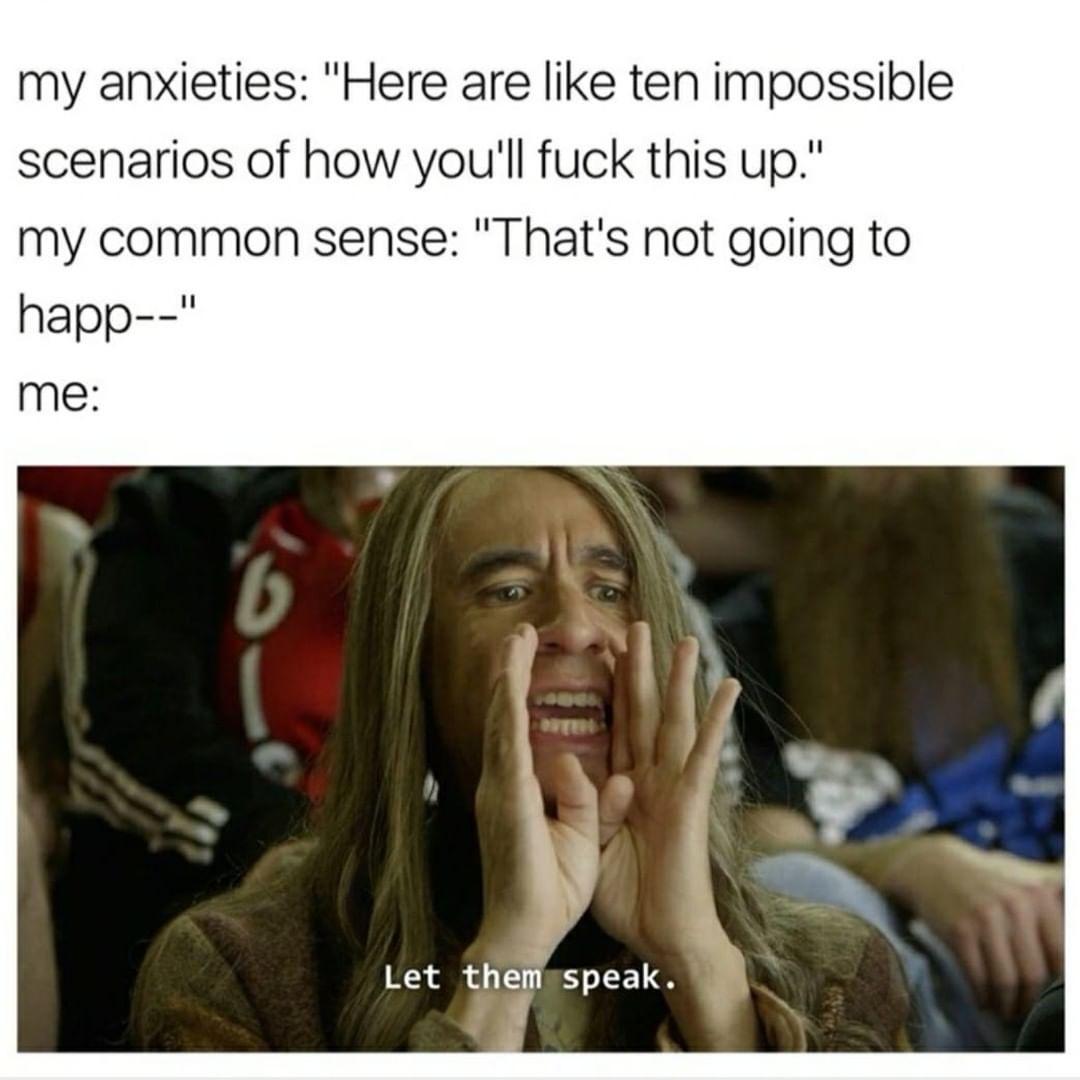 my anxieties: "Here are like ten impossible
scenarios of how you'll fuck this up."
my common sense: "That's not going to
happ--"
me:
6
Let them speak.